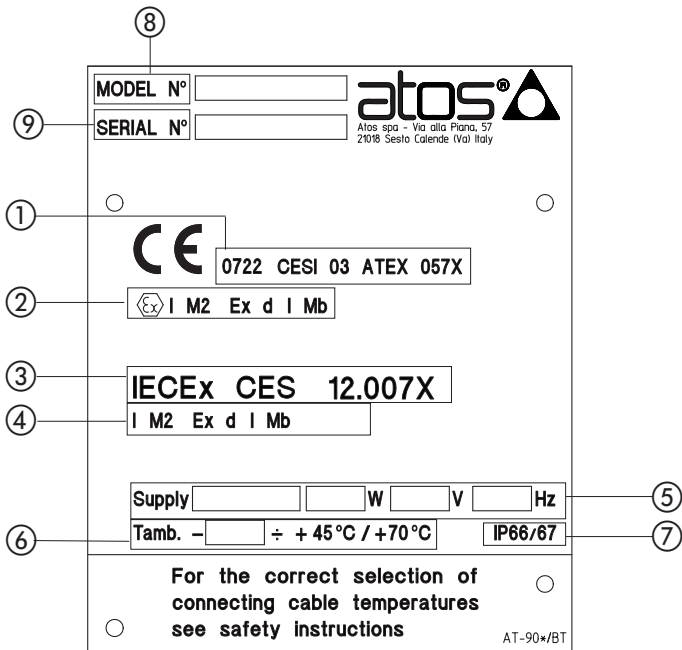 ⑧
MODEL Nº
atos®
⑨
SERIAL Nº
Atos spa - Via alla Piana, 57
21018 Sesto Calende (Va) Italy
①
CE
0722 CESI 03 ATEX 057X
②
Ex I M2 Ex d I Mb
③
IECEx CES 12.007X
④
I M2 Ex d I Mb
Supply W V Hz
⑤
⑥
Tamb. - ÷ + 45°C / +70°C
IP66/67
⑦
For the correct selection of
connecting cable temperatures
see safety instructions
AT-90*/BT